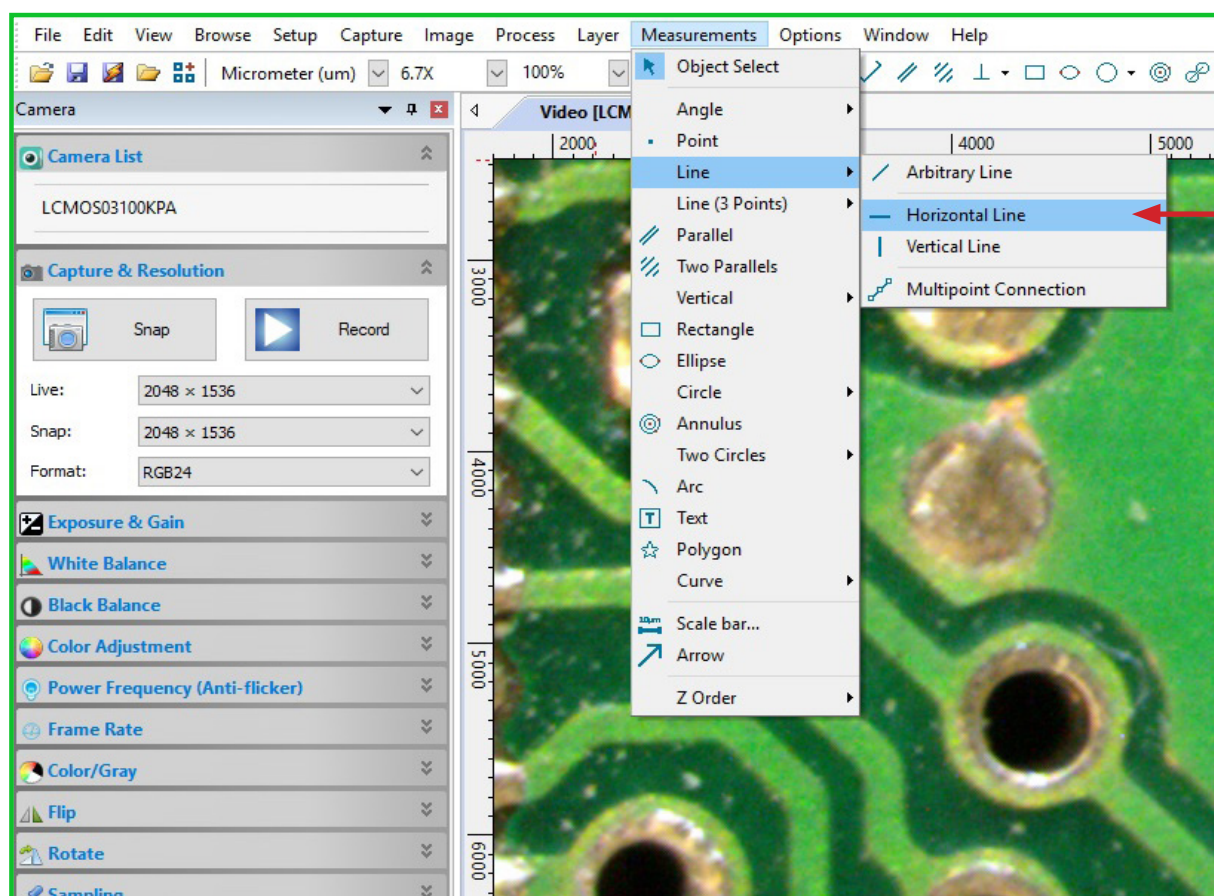 File Edit View Browse Setup Capture Image Process Layer Measurements Options Window Help
Micrometer (um) 6.7X 100%
Camera
Camera List
LCMOS03100KPA
Capture & Resolution
Snap Record
Live: 2048 × 1536
Snap: 2048 × 1536
Format: RGB24
Exposure & Gain
White Balance
Black Balance
Color Adjustment
Power Frequency (Anti-flicker)
Frame Rate
Color/Gray
Flip
Rotate
Sampling
Video [LCM
2000 4000 5000
3000
4000
5000
6000
Object Select
Angle
Point
Line
Line (3 Points)
Parallel
Two Parallels
Vertical
Rectangle
Ellipse
Circle
Annulus
Two Circles
Arc
T Text
Polygon
Curve
10μm Scale bar...
Arrow
Z Order
Arbitrary Line
Horizontal Line
Vertical Line
Multipoint Connection